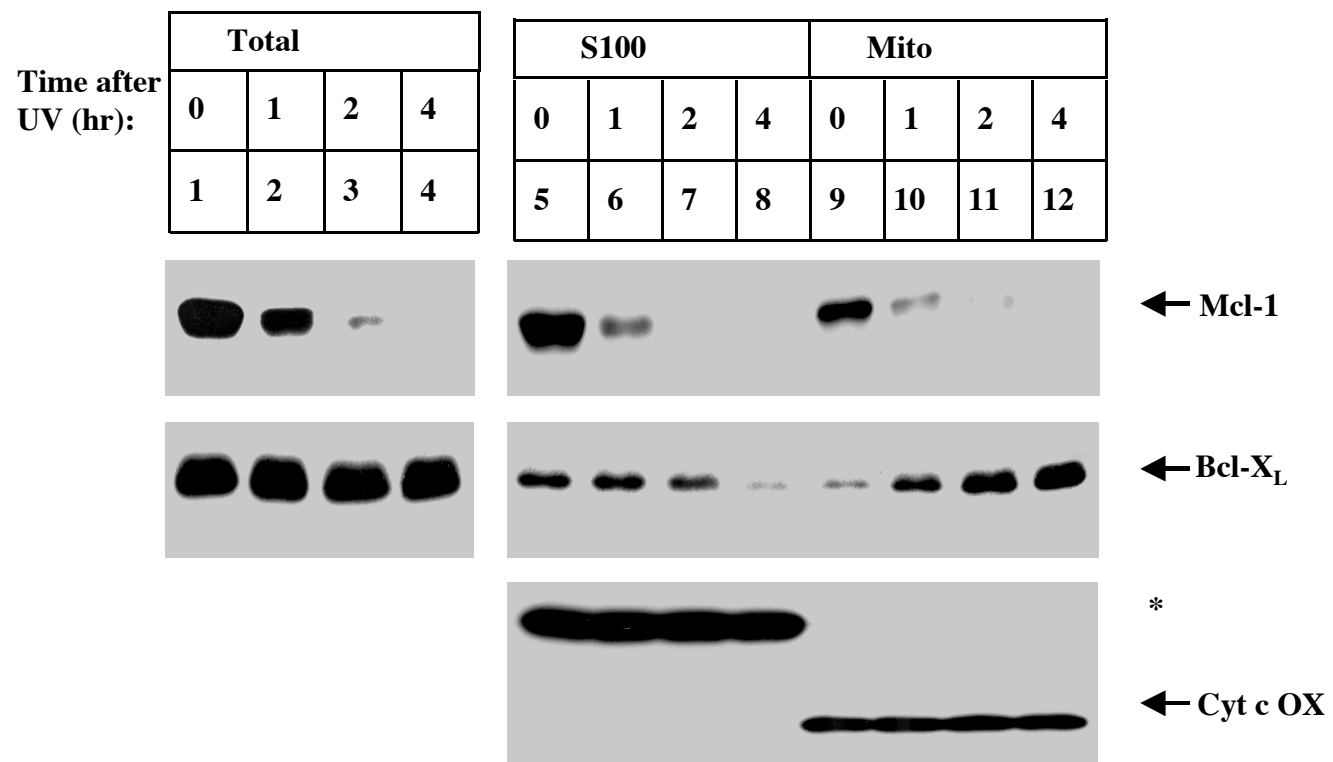 Total
S100 Mito
Time after
UV (hr):
0 1 2 4
0 1 2 4 0 1 2 4
1 2 3 4
5 6 7 8 9 10 11 12
Mcl-1
Bcl-XL
*
Cyt c OX